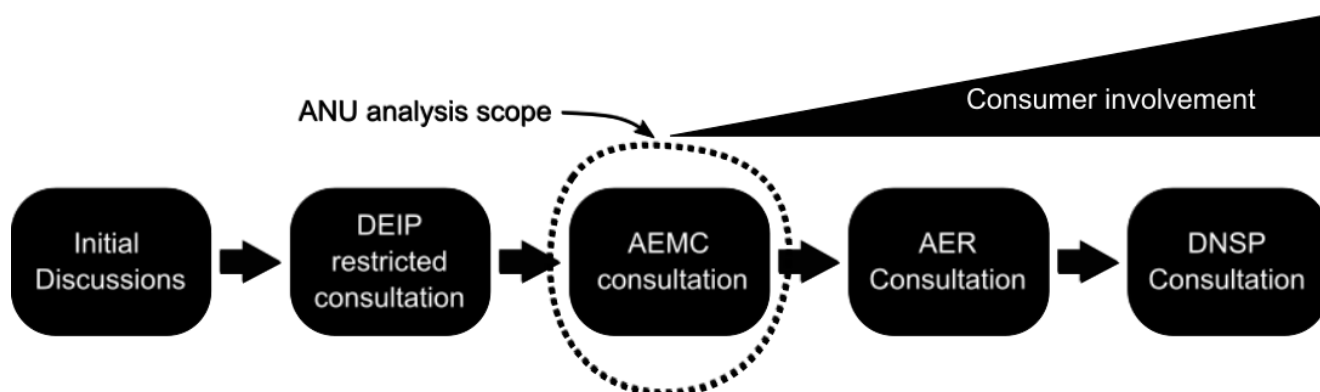 Consumer involvement
ANU analysis scope
Initial
Discussions
DEIP
restricted
consultation
AEMC
consultation
AER
Consultation
DNSP
Consultation